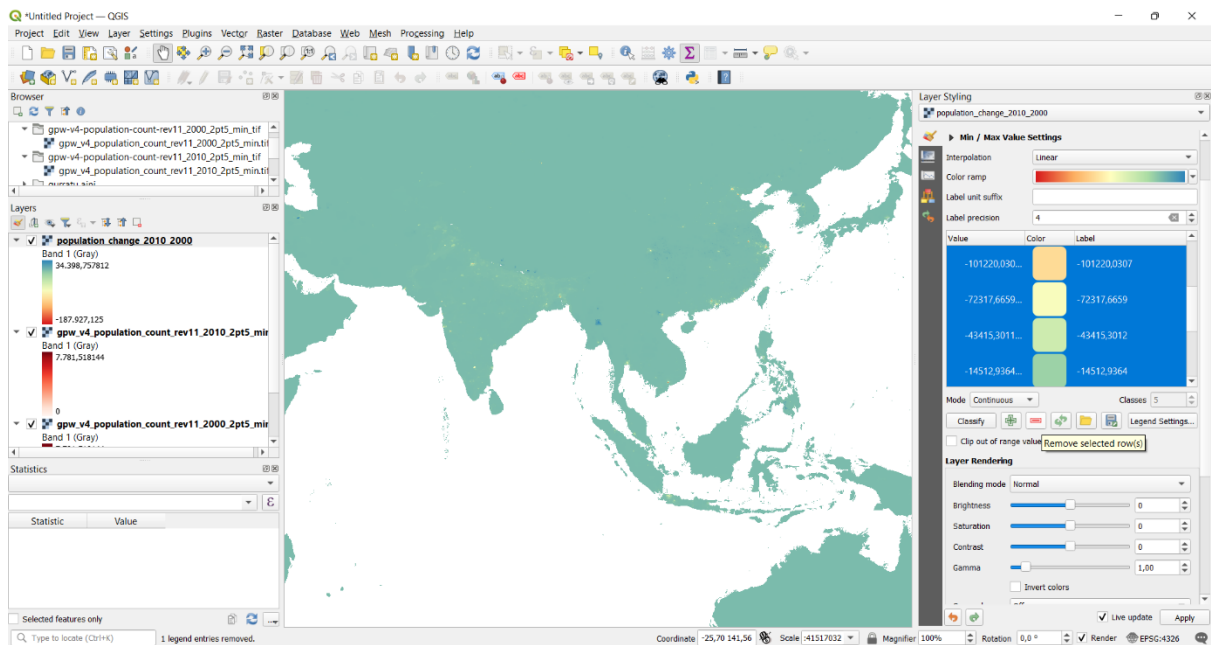 *Untitled Project — QGIS
Project Edit View Layer Settings Plugins Vector Raster Database Web Mesh Processing Help
Browser
gpw-v4-population-count-rev11_2000_2pt5_min_tif
gpw_v4_population_count_rev11_2000_2pt5_min.tif
gpw-v4-population-count-rev11_2010_2pt5_min_tif
gpw_v4_population_count_rev11_2010_2pt5_min.tif
qurratu aini
Layers
population_change_2010_2000
Band 1 (Gray)
34.398,757812
-187.927,125
gpw_v4_population_count_rev11_2010_2pt5_mir
Band 1 (Gray)
7.781,518144
0
gpw_v4_population_count_rev11_2000_2pt5_mir
Band 1 (Gray)
Statistics
Statistic Value
Selected features only
Layer Styling
population_change_2010_2000
Min / Max Value Settings
Interpolation Linear
Color ramp
Label unit suffix
Label precision 4
Value Color Label
-101220,030... -101220,0307
-72317,6659... -72317,6659
-43415,3011... -43415,3012
-14512,9364... -14512,9364
Mode Continuous Classes 5
Classify Legend Settings...
Clip out of range value
Remove selected row(s)
Layer Rendering
Blending mode Normal
Brightness 0
Saturation 0
Contrast 0
Gamma 1,00
Invert colors
Live update Apply
Type to locate (Ctrl+K) 1 legend entries removed. Coordinate -25,70 141,56 Scale :41517032 Magnifier 100% Rotation 0,0 ° Render EPSG:4326